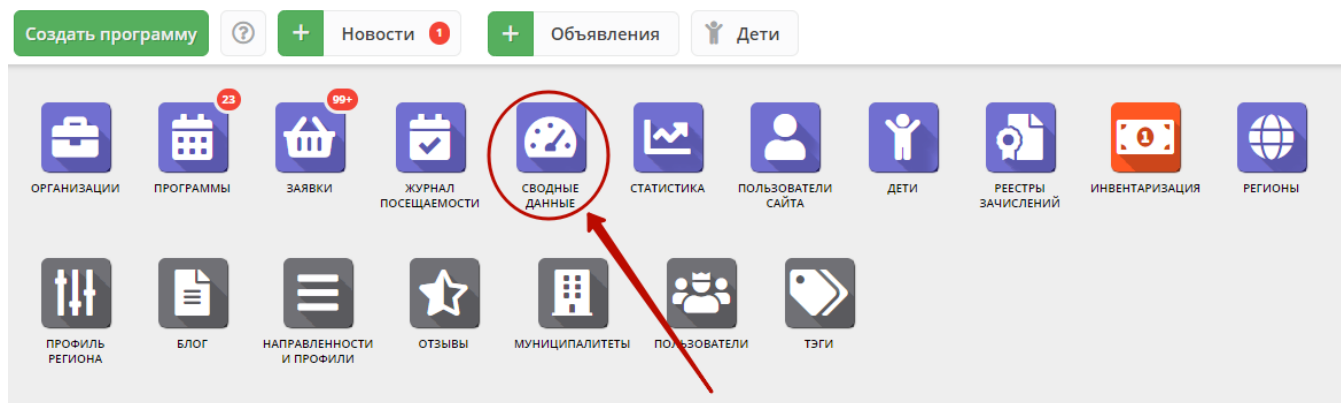 Создать программу ? + Новости 1 + Объявления Дети
23 99+
1
ОРГАНИЗАЦИИ ПРОГРАММЫ ЗАЯВКИ ЖУРНАЛ ПОСЕЩАЕМОСТИ СВОДНЫЕ ДАННЫЕ СТАТИСТИКА ПОЛЬЗОВАТЕЛИ САЙТА ДЕТИ РЕЕСТРЫ ЗАЧИСЛЕНИЙ ИНВЕНТАРИЗАЦИЯ РЕГИОНЫ
ПРОФИЛЬ РЕГИОНА БЛОГ НАПРАВЛЕННОСТИ И ПРОФИЛИ ОТЗЫВЫ МУНИЦИПАЛИТЕТЫ ПОЛЬЗОВАТЕЛИ ТЭГИ